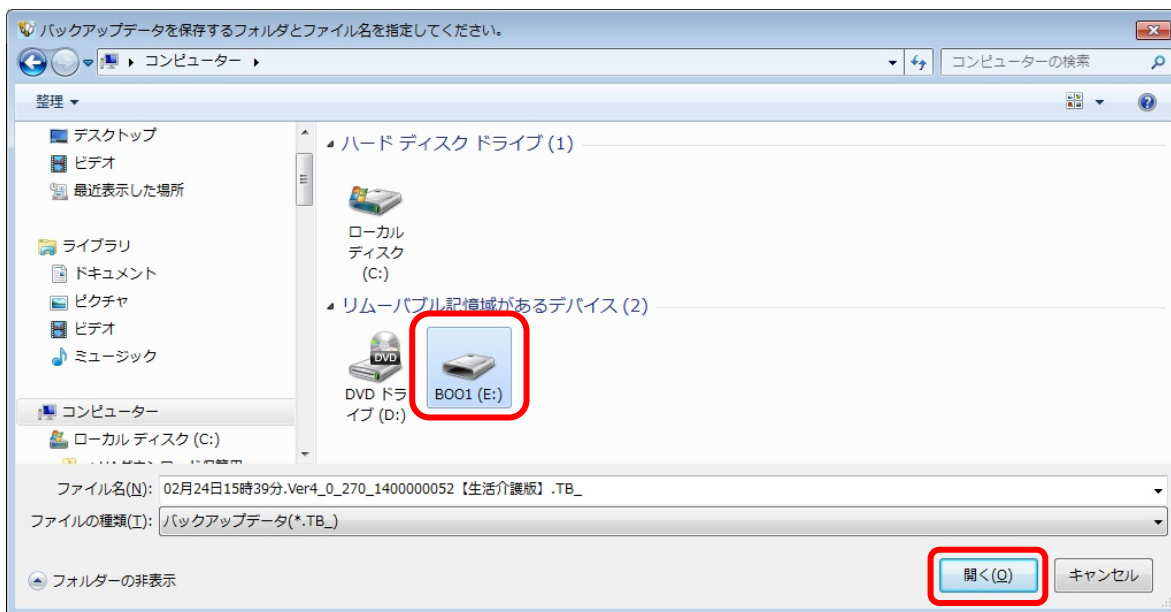 バックアップデータを保存するフォルダとファイル名を指定してください。
コンピューター
コンピューターの検索
整理
デスクトップ
ビデオ
最近表示した場所
ライブラリ
ドキュメント
ピクチャ
ビデオ
ミュージック
コンピューター
ローカル ディスク (C:)
ハード ディスク ドライブ (1)
ローカル
ディスク
(C:)
リムーバブル記憶域があるデバイス (2)
DVD ドラ
イブ (D:)
BOO1 (E:)
ファイル名(N): 02月24日15時39分.Ver4_0_270_1400000052【生活介護版】.TB_
ファイルの種類(T): バックアップデータ(*.TB_)
フォルダーの非表示
開く(O)
キャンセル